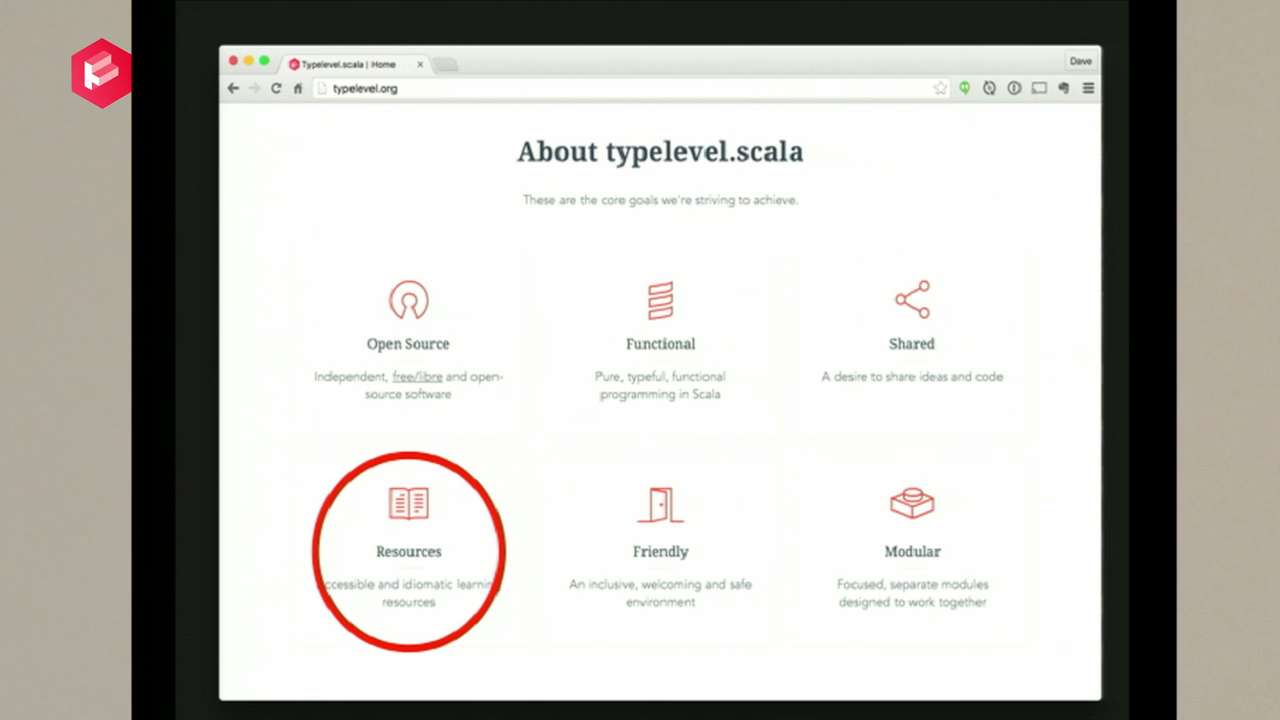 Typelevel.scala | Home
Dave
typelevel.org
About typelevel.scala
These are the core goals we're striving to achieve.
Open Source
Independent, free/libre and open-
source software
Functional
Pure, typeful, functional
programming in Scala
Shared
A desire to share ideas and code
Resources
ccessible and idiomatic learnin
resources
Friendly
An inclusive, welcoming and safe
environment
Modular
Focused, separate modules
designed to work together